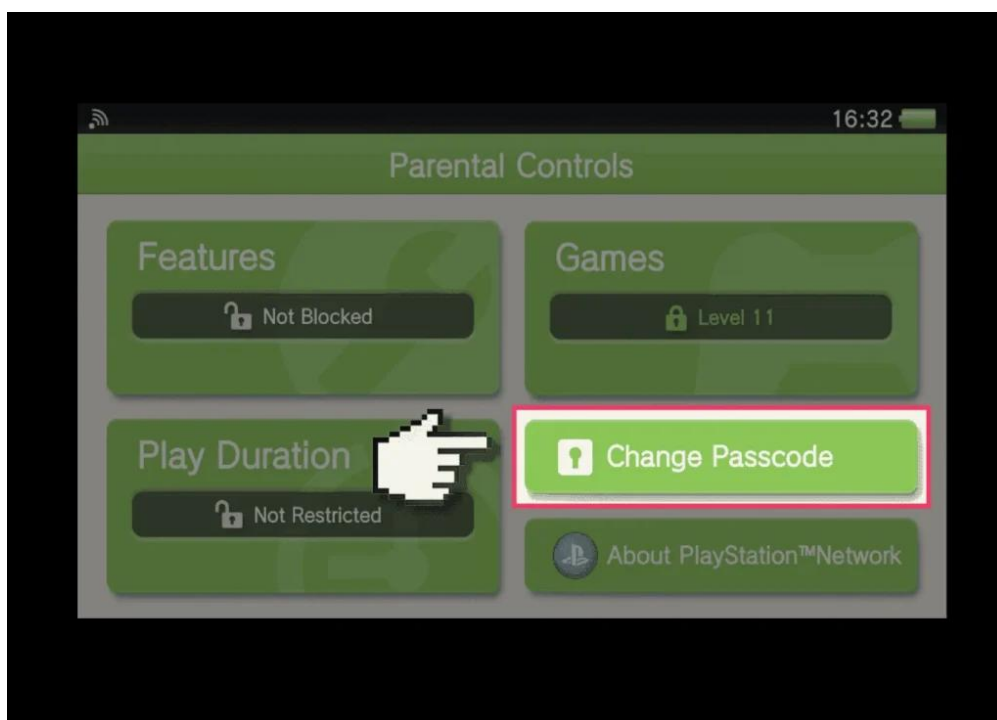 16:32
Parental Controls
Features
Not Blocked
Games
Level 11
Play Duration
Not Restricted
Change Passcode
About PlayStation™Network